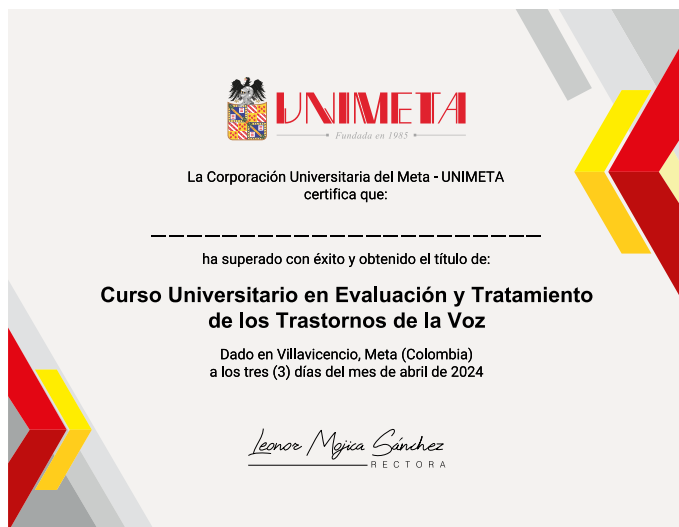 UNIMETA
Fundada en 1985
La Corporación Universitaria del Meta - UNIMETA
certifica que:
ha superado con éxito y obtenido el título de:
Curso Universitario en Evaluación y Tratamiento
de los Trastornos de la Voz
Dado en Villavicencio, Meta (Colombia)
a los tres (3) días del mes de abril de 2024
Leonor Mojica Sánchez
RECTORA